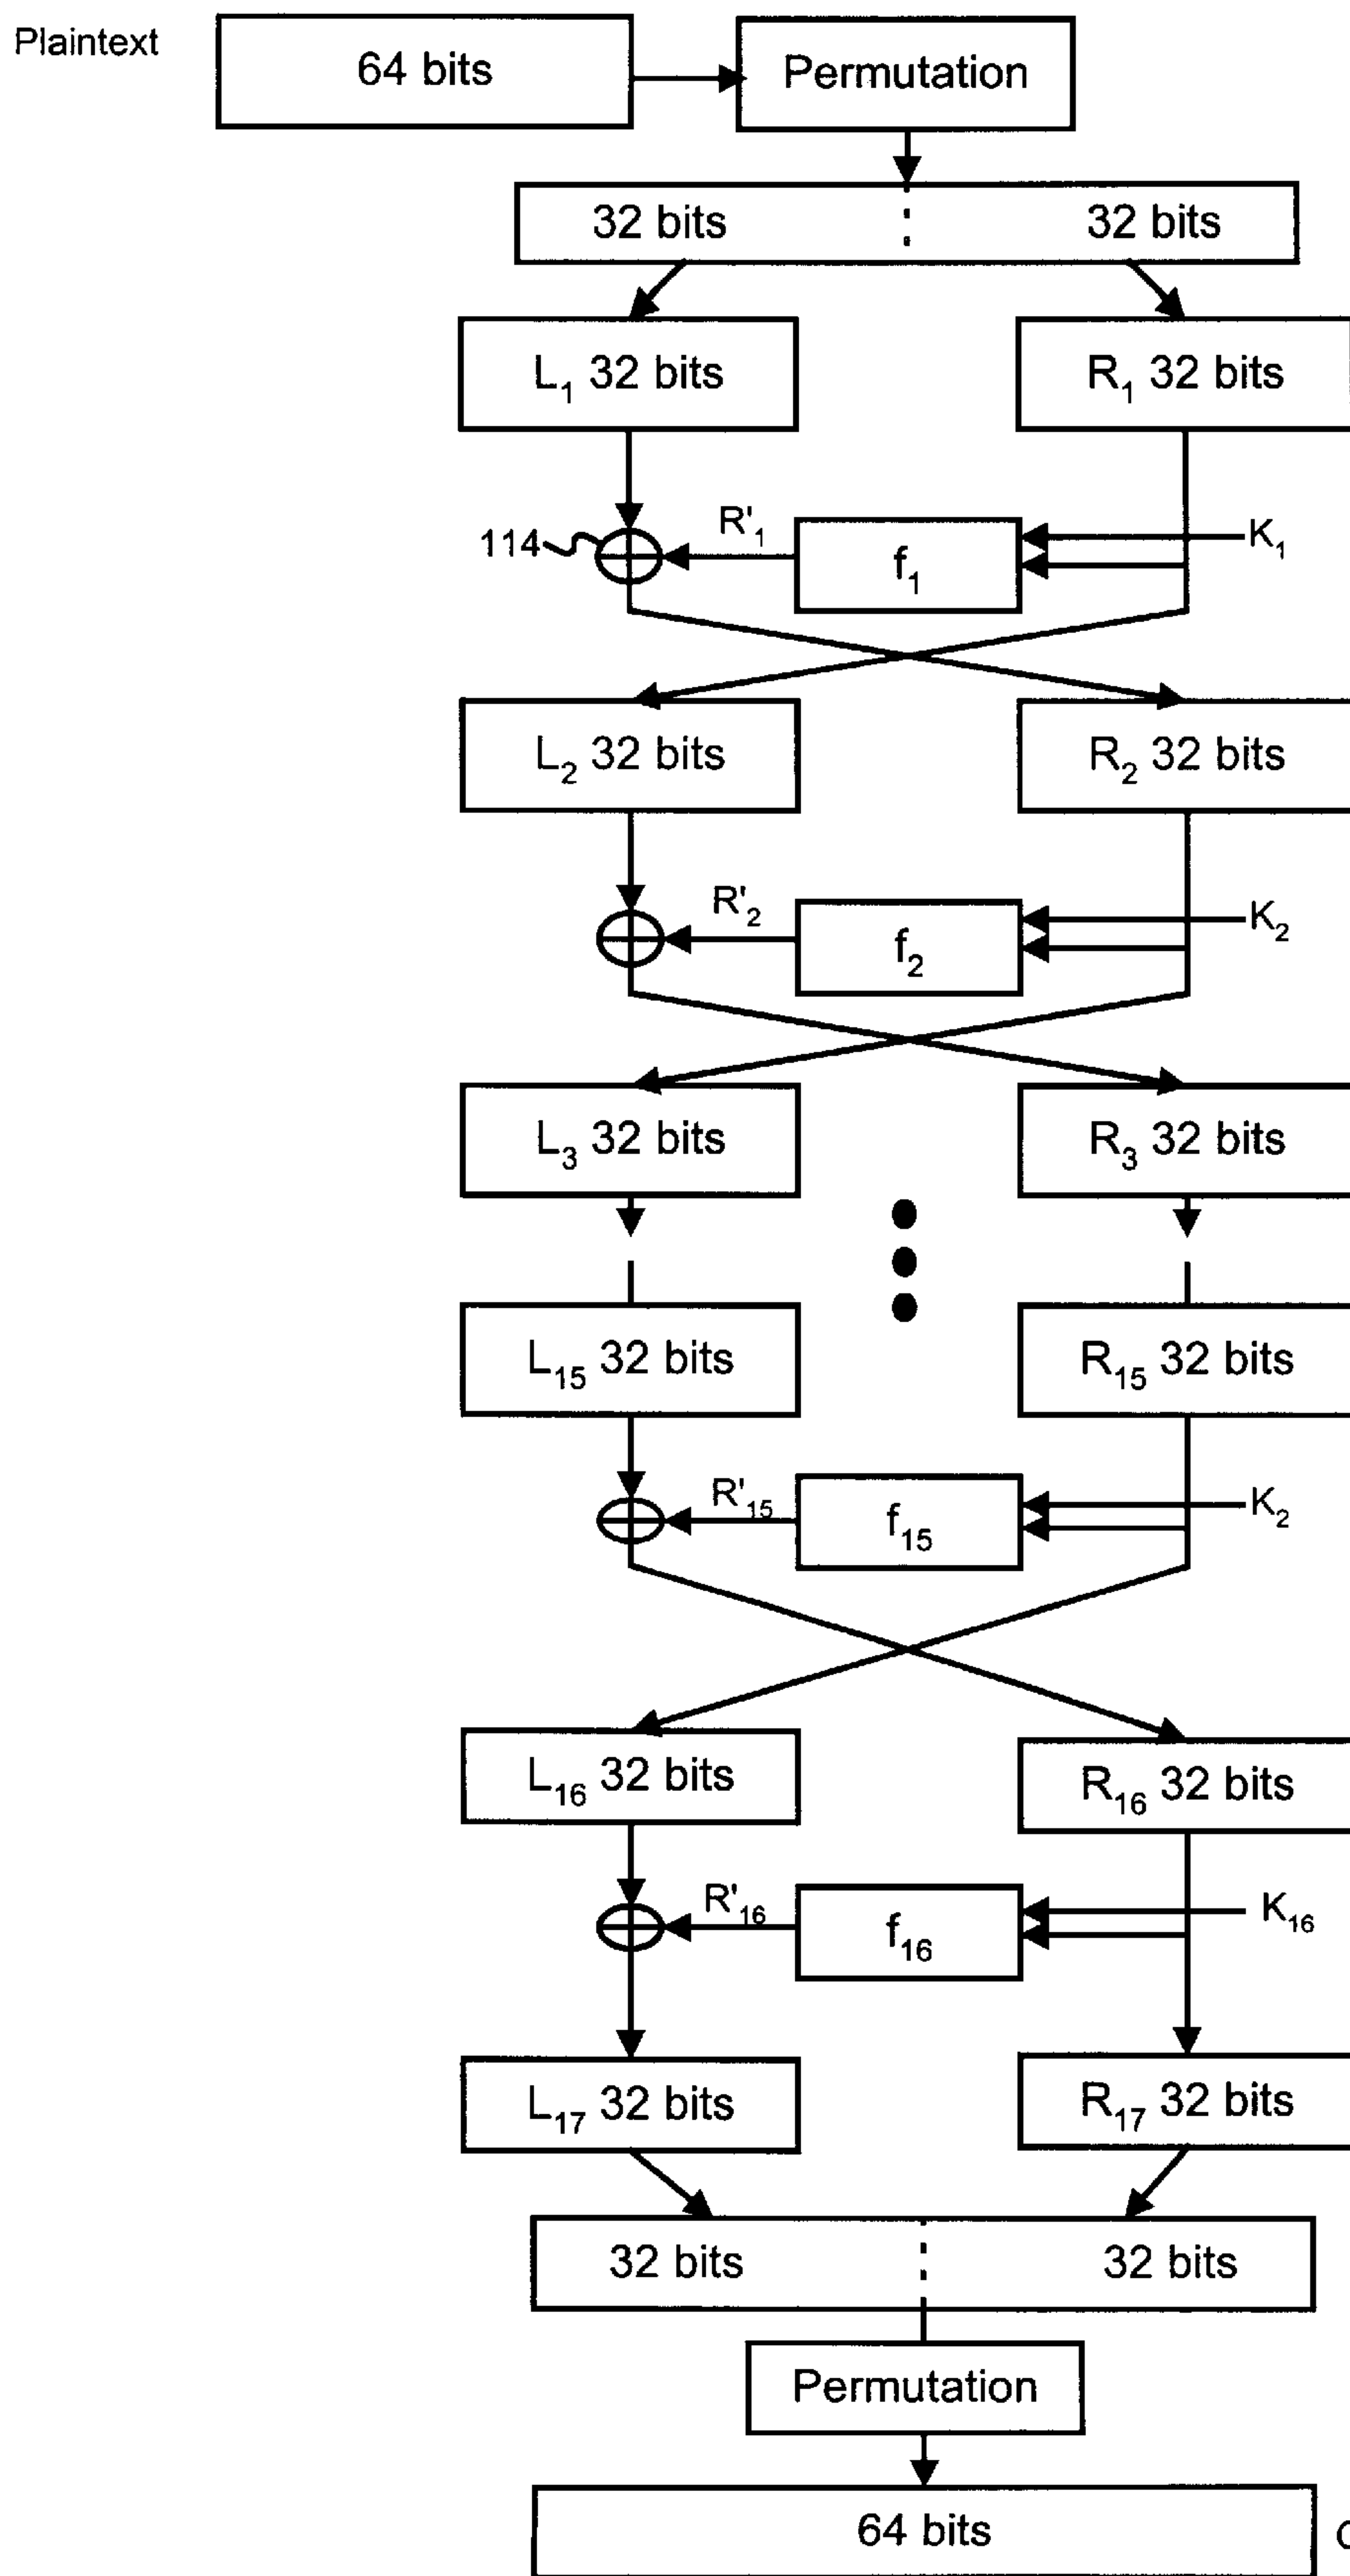 Plaintext
64 bits
Permutation
32 bits
32 bits
L₁ 32 bits
R₁ 32 bits
114
R'₁
f₁
K₁
L₂ 32 bits
R₂ 32 bits
R'₂
f₂
K₂
L₃ 32 bits
R₃ 32 bits
L₁₅ 32 bits
R₁₅ 32 bits
R'₁₅
f₁₅
K₂
L₁₆ 32 bits
R₁₆ 32 bits
R'₁₆
f₁₆
K₁₆
L₁₇ 32 bits
R₁₇ 32 bits
32 bits
32 bits
Permutation
64 bits